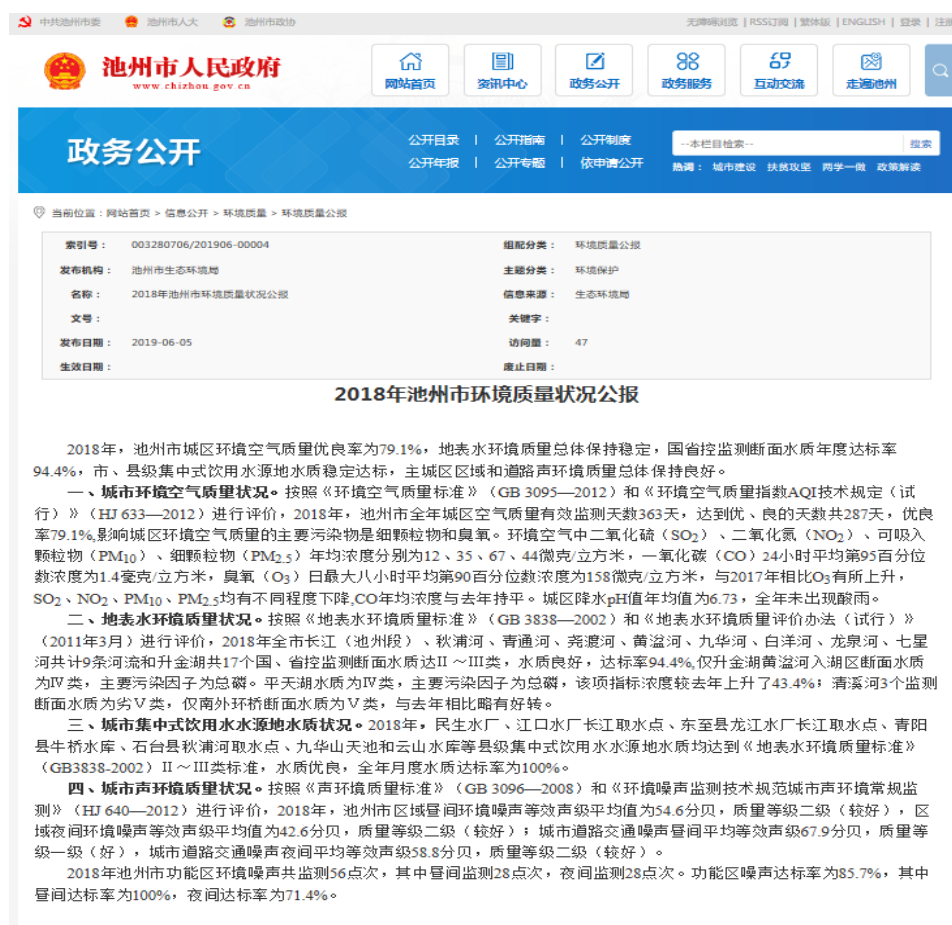 中共池州市委 池州市人大 池州市政协 无障碍浏览 | RSS订阅 | 繁体版 | ENGLISH | 登录 |
池州市人民政府
www.chizhou.gov.cn
网站首页 资讯中心 政务公开 政务服务 互动交流 走遍池州
政务公开
公开目录 | 公开指南 | 公开制度
公开年报 | 公开专题 | 依申请公开
--本栏目检索-- 搜索
热词： 城市建设 扶贫攻坚 两学一做 政策解读
当前位置：网站首页 > 信息公开 > 环境质量 > 环境质量公报
索引号： 003280706/201906-00004 组配分类： 环境质量公报
发布机构： 池州市生态环境局 主题分类： 环境保护
名称： 2018年池州市环境质量状况公报 信息来源： 生态环境局
文号： 关键字：
发布日期： 2019-06-05 访问量： 47
生效日期： 废止日期：
2018年池州市环境质量状况公报
2018年，池州市城区环境空气质量优良率为79.1%，地表水环境质量总体保持稳定，国省控监测断面水质年度达标率
94.4%，市、县级集中式饮用水源地水质稳定达标，主城区区域和道路声环境质量总体保持良好。
一、城市环境空气质量状况。按照《环境空气质量标准》（GB 3095—2012）和《环境空气质量指数AQI技术规定（试
行）》（HJ 633—2012）进行评价，2018年，池州市全年城区空气质量有效监测天数363天，达到优、良的天数共287天，优良
率79.1%,影响城区环境空气质量的主要污染物是细颗粒物和臭氧。环境空气中二氧化硫（SO₂）、二氧化氮（NO₂）、可吸入
颗粒物（PM₁₀）、细颗粒物（PM₂.₅）年均浓度分别为12、35、67、44微克/立方米，一氧化碳（CO）24小时平均第95百分位
数浓度为1.4毫克/立方米，臭氧（O₃）日最大八小时平均第90百分位数浓度为158微克/立方米，与2017年相比O₃有所上升，
SO₂、NO₂、PM₁₀、PM₂.₅均有不同程度下降,CO年均浓度与去年持平。城区降水pH值年均值为6.73，全年未出现酸雨。
二、地表水环境质量状况。按照《地表水环境质量标准》（GB 3838—2002）和《地表水环境质量评价办法（试行）》
（2011年3月）进行评价，2018年全市长江（池州段）、秋浦河、青通河、尧渡河、黄湓河、九华河、白洋河、龙泉河、七星
河共计9条河流和升金湖共17个国、省控监测断面水质达II～III类，水质良好，达标率94.4%,仅升金湖黄湓河入湖区断面水质
为Ⅳ类，主要污染因子为总磷。平天湖水质为Ⅳ类，主要污染因子为总磷，该项指标浓度较去年上升了43.4%；清溪河3个监测
断面水质为劣Ⅴ类，仅南外环桥断面水质为Ⅴ类，与去年相比略有好转。
三、城市集中式饮用水水源地水质状况。2018年，民生水厂、江口水厂长江取水点、东至县龙江水厂长江取水点、青阳
县牛桥水库、石台县秋浦河取水点、九华山天池和云山水库等县级集中式饮用水水源地水质均达到《地表水环境质量标准》
（GB3838-2002）II～III类标准，水质优良，全年月度水质达标率为100%。
四、城市声环境质量状况。按照《声环境质量标准》（GB 3096—2008）和《环境噪声监测技术规范城市声环境常规监
测》（HJ 640—2012）进行评价，2018年，池州市区域昼间环境噪声等效声级平均值为54.6分贝，质量等级二级（较好），区
域夜间环境噪声等效声级平均值为42.6分贝，质量等级二级（较好）；城市道路交通噪声昼间平均等效声级67.9分贝，质量等
级一级（好），城市道路交通噪声夜间平均等效声级58.8分贝，质量等级二级（较好）。
2018年池州市功能区环境噪声共监测56点次，其中昼间监测28点次，夜间监测28点次。功能区噪声达标率为85.7%，其中
昼间达标率为100%，夜间达标率为71.4%。